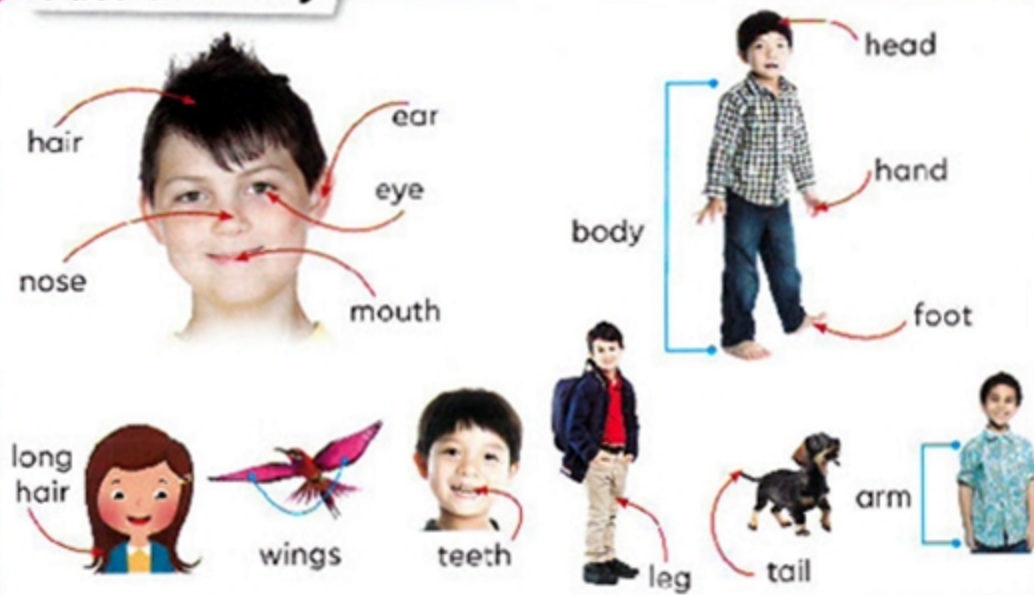 hair
ear
eye
nose
mouth
head
hand
body
foot
long
hair
wings
teeth
leg
tail
arm